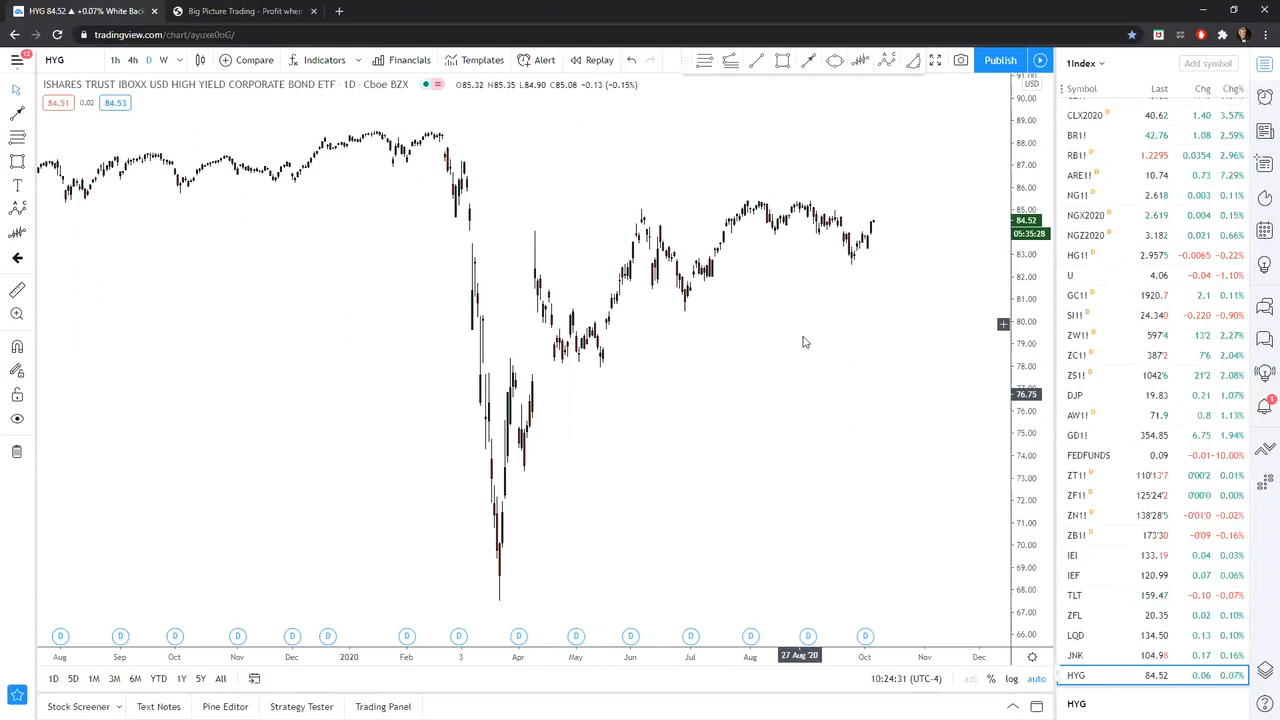 HYG 84.52 ▲ +0.07% White Back
Big Picture Trading - Profit when
tradingview.com/chart/ayuxe0oG/
12
HYG
1h 4h D W
Compare
Indicators
Financials
Templates
Alert
Replay
Publish
1Index
Add symbol
ISHARES TRUST IBOXX USD HIGH YIELD CORPORATE BOND ETF · 1D · Cboe BZX
O85.32 H85.35 L84.90 C85.08 −0.13 (−0.15%)
USD
84.51 0.02 84.53
Symbol Last Chg Chg%
CLX2020 D 40.62 1.40 3.57%
BR1! D 42.76 1.08 2.59%
RB1! D 1.2295 0.0354 2.96%
ARE1! D 10.74 0.73 7.29%
NG1! D 2.618 0.003 0.11%
NGX2020 D 2.619 0.004 0.15%
NGZ2020 D 3.182 0.021 0.66%
HG1! D 2.9575 −0.0065 −0.22%
U 4.06 −0.04 −1.10%
GC1! D 1920.7 2.1 0.11%
SI1! D 24.340 −0.220 −0.90%
ZW1! D 597'4 13'2 2.27%
ZC1! D 387'2 7'6 2.04%
ZS1! D 1042'6 21'2 2.08%
DJP 19.83 0.21 1.07%
AW1! D 71.9 0.8 1.13%
GD1! D 354.85 6.75 1.94%
FEDFUNDS 0.09 −0.01 −10.00%
ZT1! D 110'13'7 0'00'2 0.01%
ZF1! D 125'24'2 0'00'0 0.00%
ZN1! D 138'28'5 −0'01'0 −0.02%
ZB1! D 173'30 −0'09 −0.16%
IEI 133.19 0.04 0.03%
IEF 120.99 0.07 0.06%
TLT 159.47 −0.10 −0.07%
ZFL 20.35 0.02 0.10%
LQD 134.50 0.13 0.10%
JNK 104.98 0.17 0.16%
HYG 84.52 0.06 0.07%
HYG
1
91.00
90.00
89.00
88.00
87.00
86.00
85.00
84.52
05:35:28
83.00
82.00
81.00
80.00
79.00
78.00
77.00
76.75
76.00
75.00
74.00
73.00
72.00
71.00
70.00
69.00
68.00
67.00
66.00
D D D D D D D D D D D D D D D D
Aug Sep Oct Nov Dec 2020 Feb 3 Apr May Jun Jul Aug 27 Aug '20 Oct Nov Dec
1D 5D 1M 3M 6M YTD 1Y 5Y All
10:24:31 (UTC-4) adj % log auto
Stock Screener Text Notes Pine Editor Strategy Tester Trading Panel